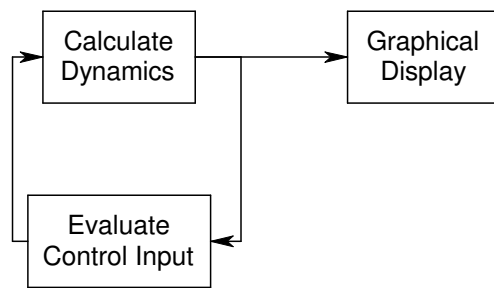 Calculate
Dynamics
Graphical
Display
Evaluate
Control Input